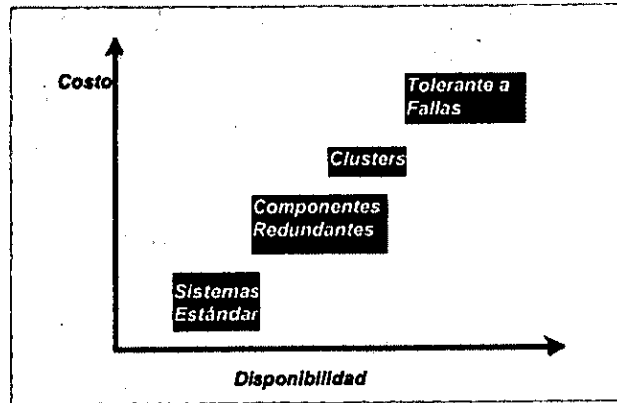 Costo
Tolerante a
Fallas
Clusters
Componentes
Redundantes
Sistemas
Estándar
Disponibilidad